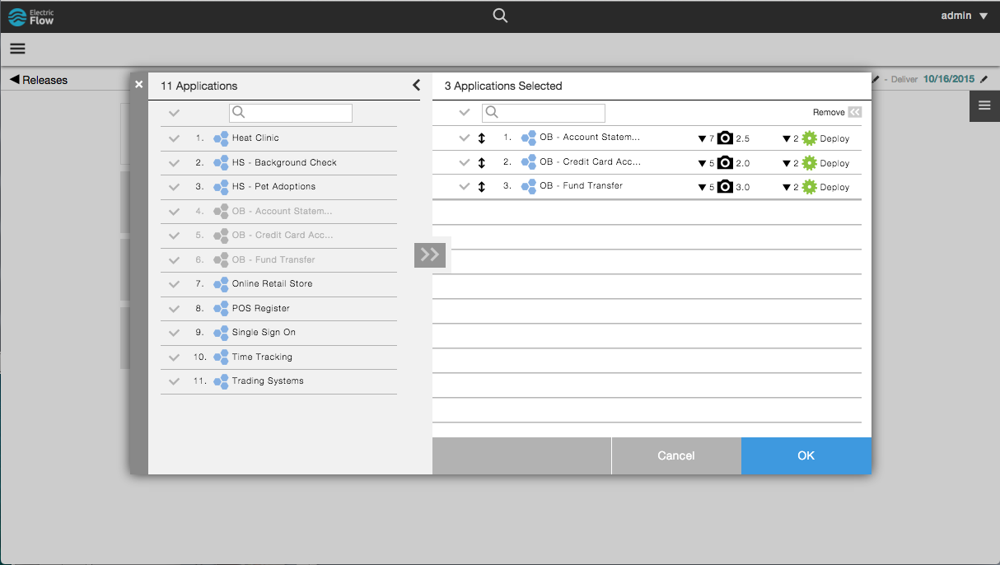 Electric
Flow
admin
Releases
- Deliver 10/16/2015
11 Applications
1. Heat Clinic
2. HS - Background Check
3. HS - Pet Adoptions
4. OB - Account Statem...
5. OB - Credit Card Acc...
6. OB - Fund Transfer
7. Online Retail Store
8. POS Register
9. Single Sign On
10. Time Tracking
11. Trading Systems
3 Applications Selected
Remove
1. OB - Account Statem... 7 2.5 2 Deploy
2. OB - Credit Card Acc... 5 2.0 2 Deploy
3. OB - Fund Transfer 5 3.0 2 Deploy
Cancel OK